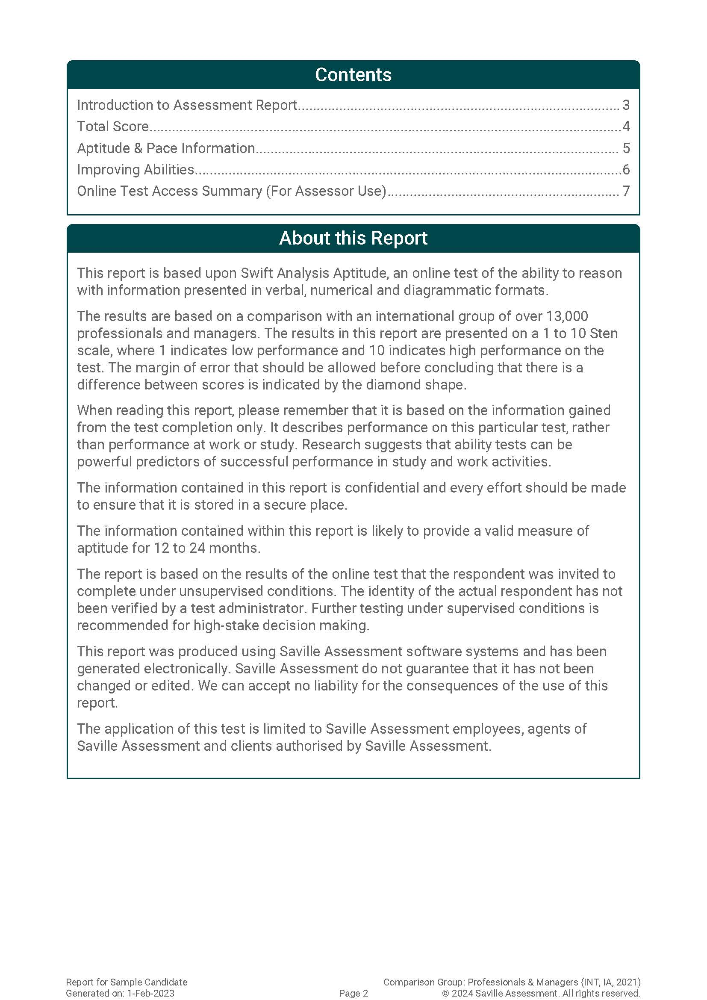 Contents
Introduction to Assessment Report.................................................................................... 3
Total Score............................................................................................................................4
Aptitude & Pace Information............................................................................................... 5
Improving Abilities................................................................................................................6
Online Test Access Summary (For Assessor Use)............................................................. 7
About this Report
This report is based upon Swift Analysis Aptitude, an online test of the ability to reason
with information presented in verbal, numerical and diagrammatic formats.
The results are based on a comparison with an international group of over 13,000
professionals and managers. The results in this report are presented on a 1 to 10 Sten
scale, where 1 indicates low performance and 10 indicates high performance on the
test. The margin of error that should be allowed before concluding that there is a
difference between scores is indicated by the diamond shape.
When reading this report, please remember that it is based on the information gained
from the test completion only. It describes performance on this particular test, rather
than performance at work or study. Research suggests that ability tests can be
powerful predictors of successful performance in study and work activities.
The information contained in this report is confidential and every effort should be made
to ensure that it is stored in a secure place.
The information contained within this report is likely to provide a valid measure of
aptitude for 12 to 24 months.
The report is based on the results of the online test that the respondent was invited to
complete under unsupervised conditions. The identity of the actual respondent has not
been verified by a test administrator. Further testing under supervised conditions is
recommended for high-stake decision making.
This report was produced using Saville Assessment software systems and has been
generated electronically. Saville Assessment do not guarantee that it has not been
changed or edited. We can accept no liability for the consequences of the use of this
report.
The application of this test is limited to Saville Assessment employees, agents of
Saville Assessment and clients authorised by Saville Assessment.
Report for Sample Candidate Comparison Group: Professionals & Managers (INT, IA, 2021)
Generated on: 1-Feb-2023 Page 2 © 2024 Saville Assessment. All rights reserved.